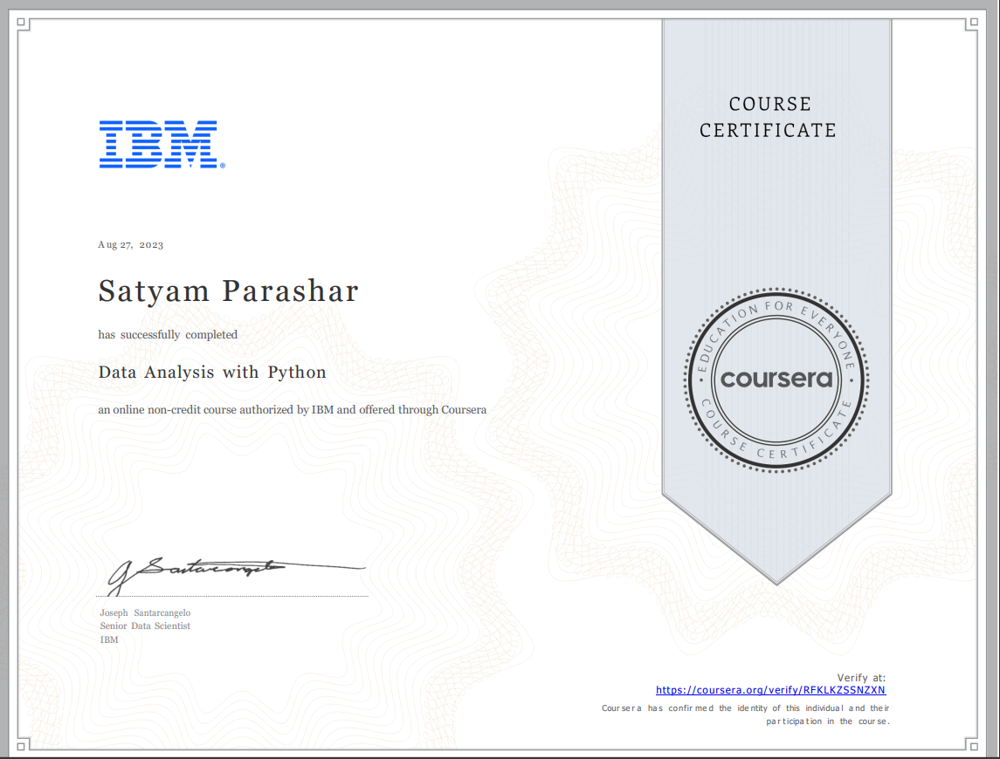 COURSE
CERTIFICATE
IBM®
Aug 27, 2023
Satyam Parashar
has successfully completed
Data Analysis with Python
an online non-credit course authorized by IBM and offered through Coursera
EDUCATION FOR EVERYONE
coursera
COURSE CERTIFICATE
J Santarcangelo
Joseph Santarcangelo
Senior Data Scientist
IBM
Verify at:
https://coursera.org/verify/RFKLKZSSNZXN
Coursera has confirmed the identity of this individual and their
participation in the course.